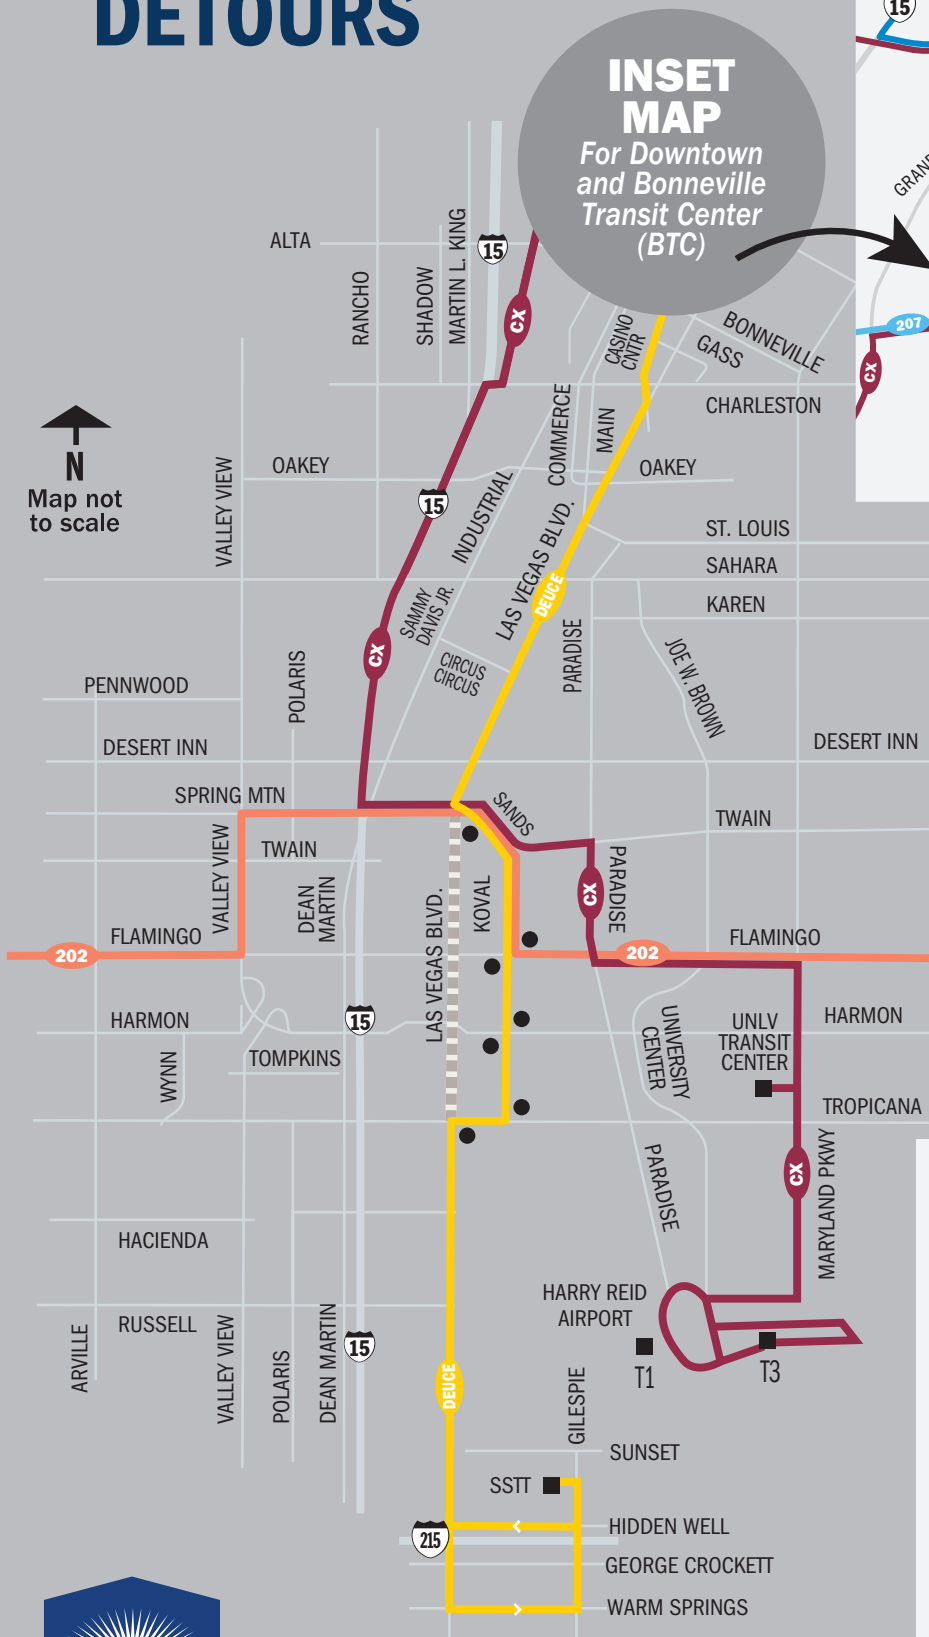 DETOURS
INSET
MAP
For Downtown
and Bonneville
Transit Center
(BTC)
15
GRAN
207
CX
ALTA
RANCHO
SHADOW
MARTIN L. KING
15
CX
CASINO
CNTR
BONNEVILLE
GASS
CHARLESTON
N
Map not
to scale
VALLEY VIEW
OAKEY
15
INDUSTRIAL
COMMERCE
MAIN
OAKEY
LAS VEGAS BLVD.
ST. LOUIS
SAHARA
KAREN
DEUCE
SAMMY
DAVIS JR.
CX
CIRCUS
CIRCUS
PARADISE
JOE W. BROWN
PENNWOOD
POLARIS
DESERT INN
DESERT INN
SPRING MTN
SANDS
TWAIN
VALLEY VIEW
TWAIN
DEAN
MARTIN
LAS VEGAS BLVD.
KOVAL
CX
PARADISE
FLAMINGO
FLAMINGO
202
202
HARMON
15
UNIVERSITY
CENTER
UNLV
TRANSIT
CENTER
HARMON
WYNN
TOMPKINS
TROPICANA
PARADISE
CX
MARYLAND PKWY
HACIENDA
HARRY REID
AIRPORT
RUSSELL
ARVILLE
VALLEY VIEW
POLARIS
DEAN MARTIN
15
T1
T3
DEUCE
GILESPIE
SUNSET
SSTT
215
HIDDEN WELL
GEORGE CROCKETT
WARM SPRINGS